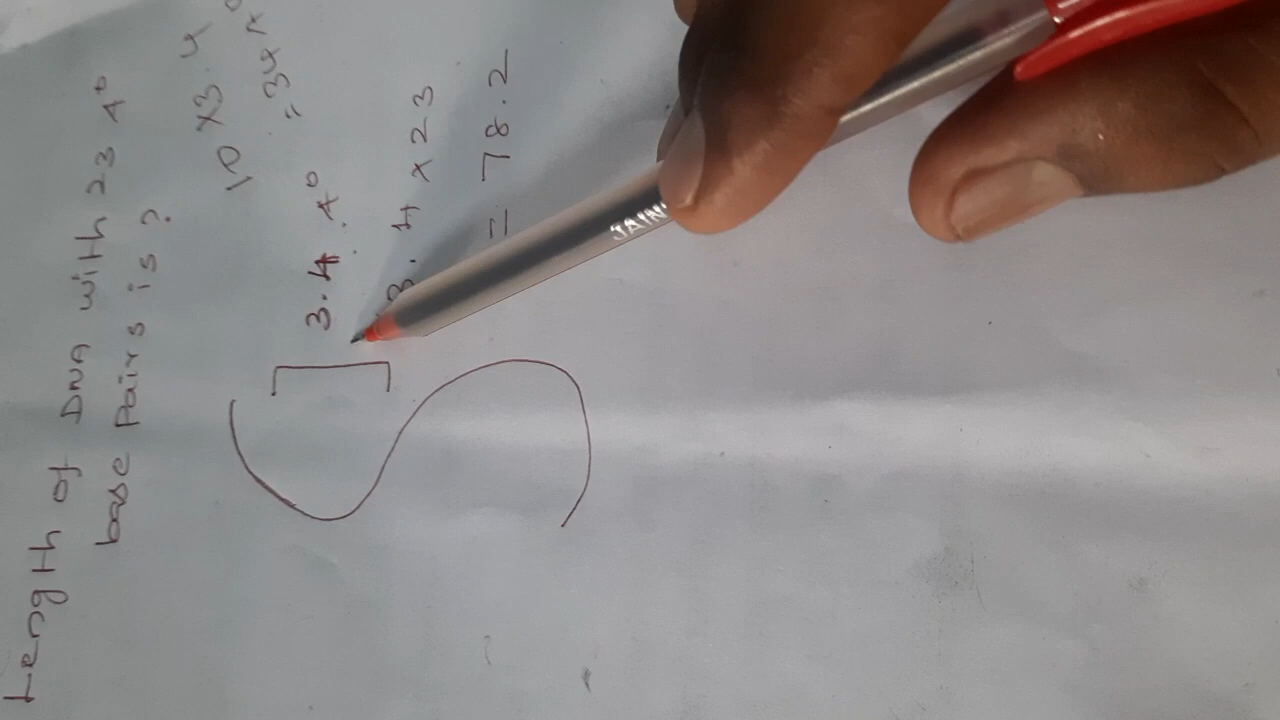 Length of DNA with 23 A°
base Pairs is?
10 x3.4
= 34 A°
3.4 A°
3.4 x 23
= 78.2
JAIN